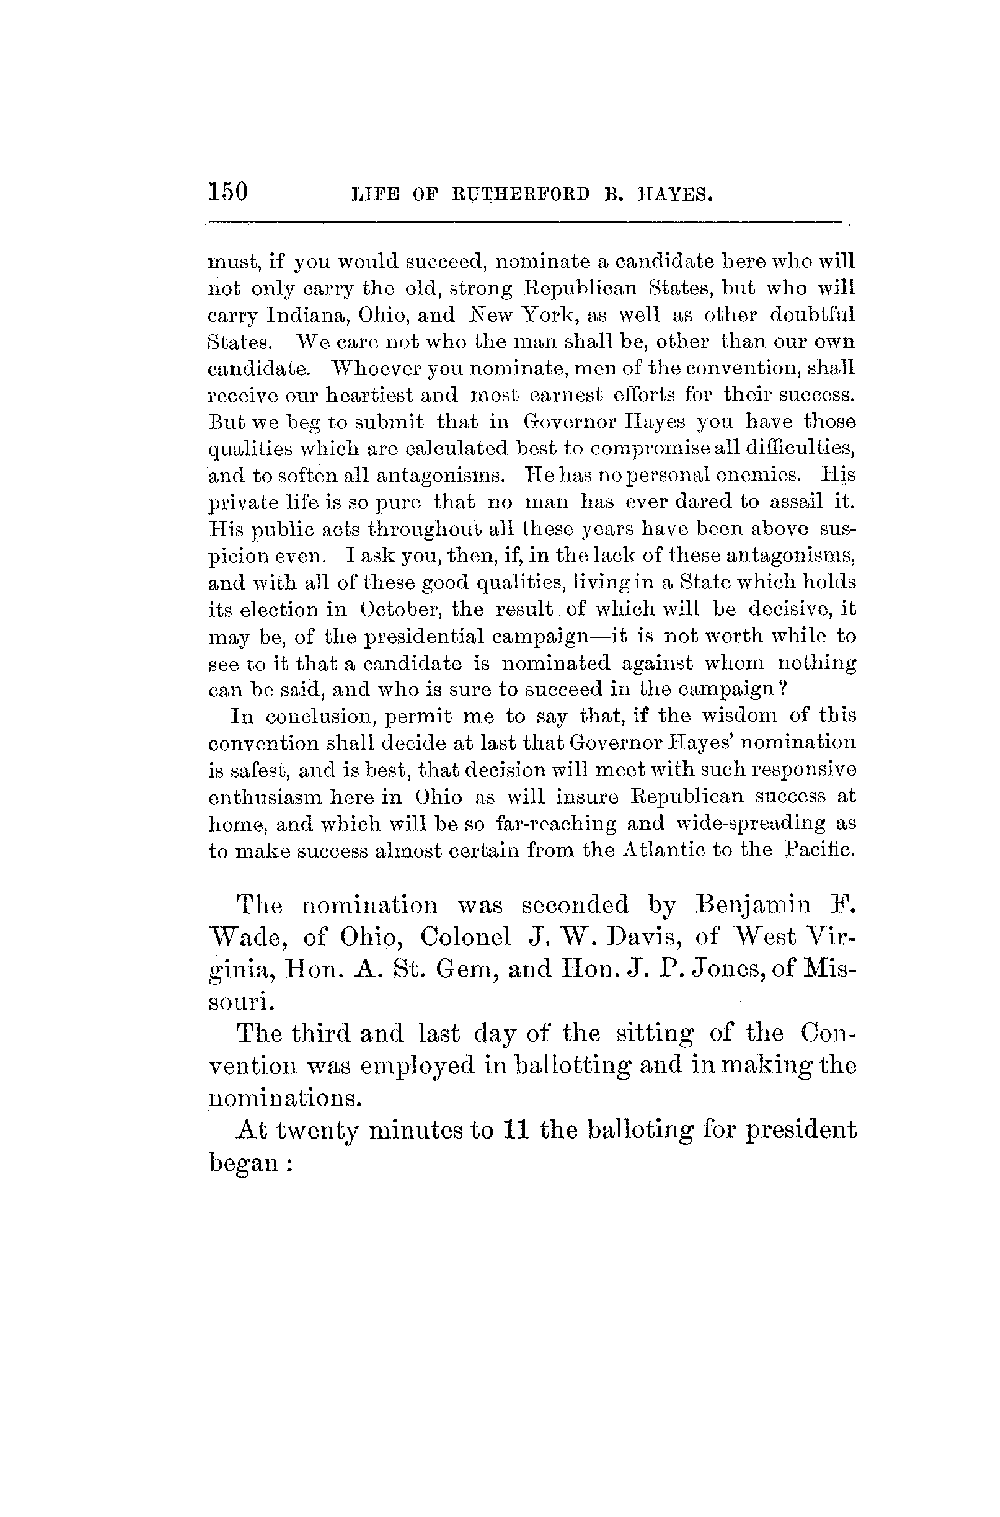 150 LIFE OF RUTHERFORD B. HAYES.
must, if you would succeed, nominate a candidate here who will
not only carry the old, strong Republican States, but who will
carry Indiana, Ohio, and New York, as well as other doubtful
States. We care not who the man shall be, other than our own
candidate. Whoever you nominate, men of the convention, shall
receive our heartiest and most earnest efforts for their success.
But we beg to submit that in Governor Hayes you have those
qualities which are calculated best to compromise all difficulties,
and to soften all antagonisms. He has no personal enemies. His
private life is so pure that no man has ever dared to assail it.
His public acts throughout all these years have been above sus-
picion even. I ask you, then, if, in the lack of these antagonisms,
and with all of these good qualities, living in a State which holds
its election in October, the result of which will be decisive, it
may be, of the presidential campaign—it is not worth while to
see to it that a candidate is nominated against whom nothing
can be said, and who is sure to succeed in the campaign?
In conclusion, permit me to say that, if the wisdom of this
convention shall decide at last that Governor Hayes' nomination
is safest, and is best, that decision will meet with such responsive
enthusiasm here in Ohio as will insure Republican success at
home, and which will be so far-reaching and wide-spreading as
to make success almost certain from the Atlantic to the Pacific.
The nomination was seconded by Benjamin F.
Wade, of Ohio, Colonel J. W. Davis, of West Vir-
ginia, Hon. A. St. Gem, and Hon. J. P. Jones, of Mis-
souri.
The third and last day of the sitting of the Con-
vention was employed in ballotting and in making the
nominations.
At twenty minutes to 11 the balloting for president
began :